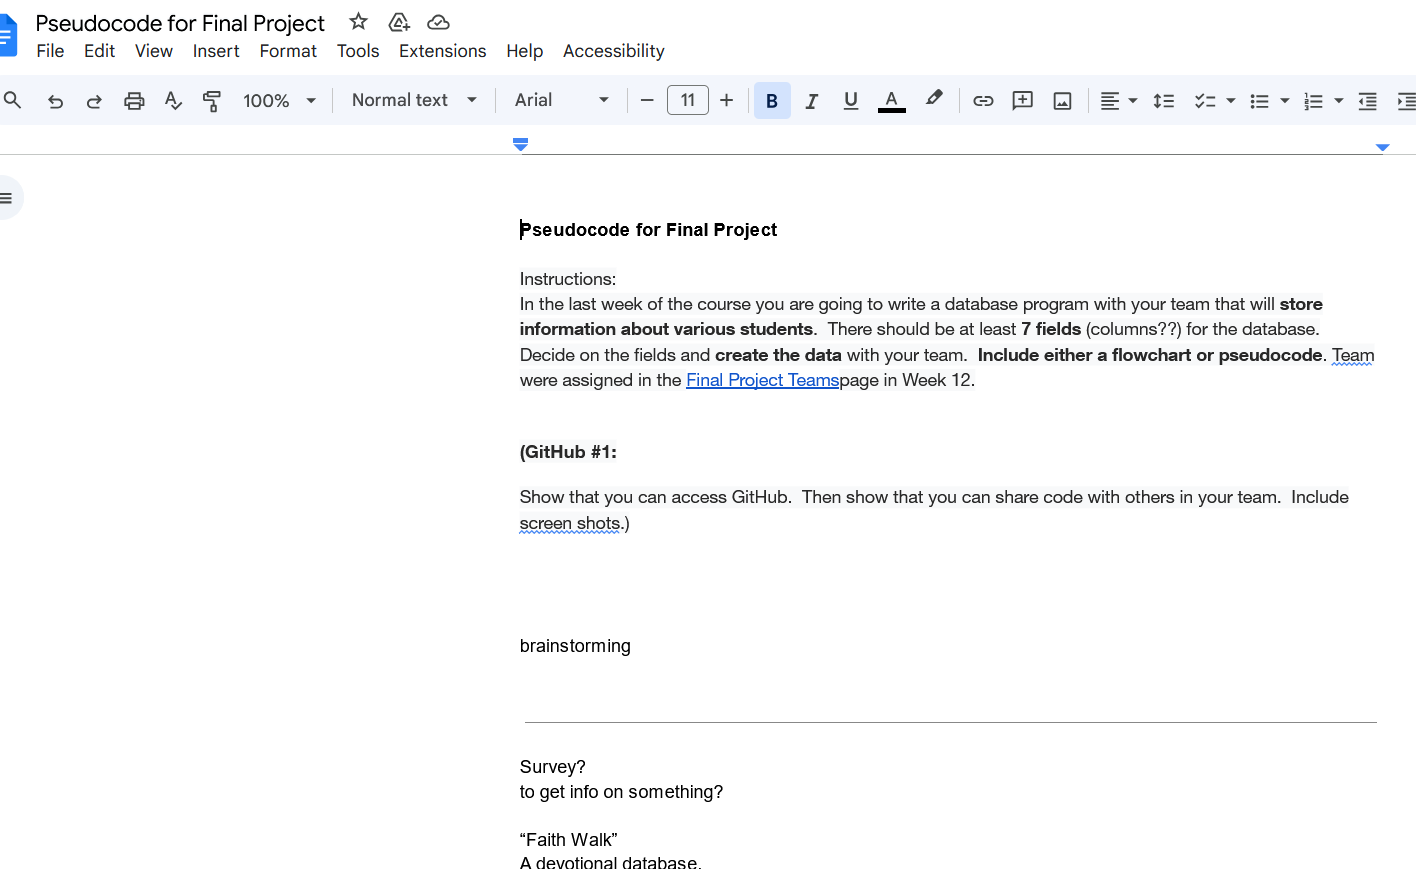 Pseudocode for Final Project
File Edit View Insert Format Tools Extensions Help Accessibility
100% Normal text Arial 11 B I U A
Pseudocode for Final Project
Instructions:
In the last week of the course you are going to write a database program with your team that will store
information about various students.  There should be at least 7 fields (columns??) for the database.
Decide on the fields and create the data with your team.  Include either a flowchart or pseudocode. Team
were assigned in the Final Project Teamspage in Week 12.
(GitHub #1:
Show that you can access GitHub.  Then show that you can share code with others in your team.  Include
screen shots.)
brainstorming
Survey?
to get info on something?
“Faith Walk”
A devotional database.